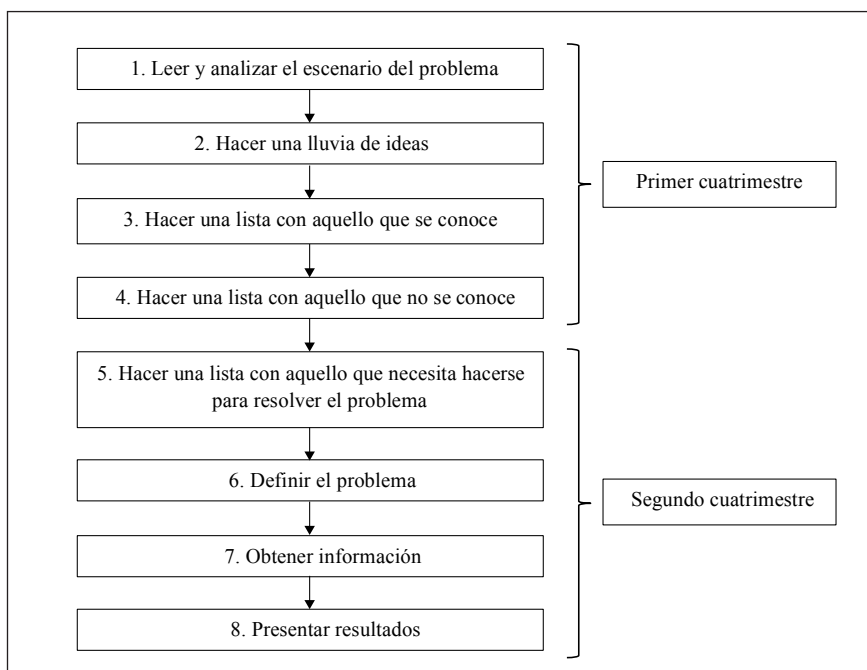 1. Leer y analizar el escenario del problema
2. Hacer una lluvia de ideas
3. Hacer una lista con aquello que se conoce
4. Hacer una lista con aquello que no se conoce
Primer cuatrimestre
5. Hacer una lista con aquello que necesita hacerse
para resolver el problema
6. Definir el problema
7. Obtener información
8. Presentar resultados
Segundo cuatrimestre